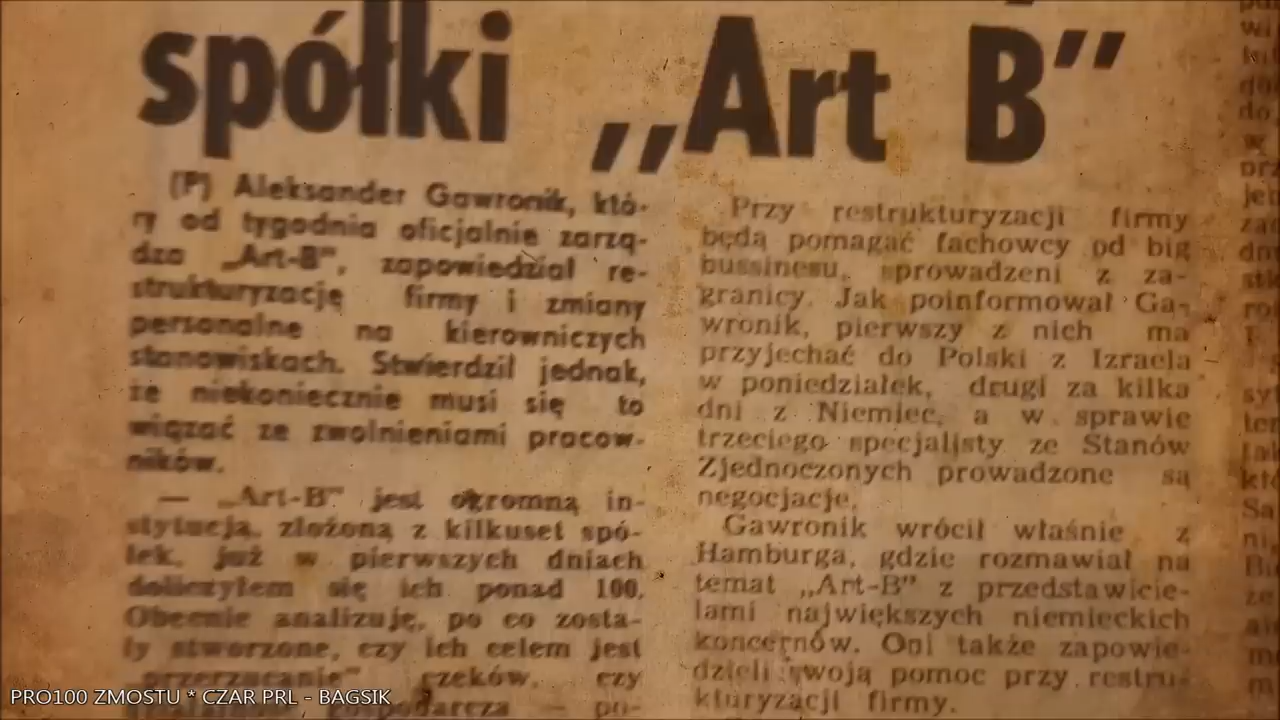 spółki „Art B”
(P) Aleksander Gawronik, któ-
ry od tygodnia oficjalnie zarzą-
dza „Art-B”, zapowiedział re-
strukturyzację firmy i zmiany
personalne na kierowniczych
stanowiskach. Stwierdził jednak,
że niekoniecznie musi się to
wiązać ze zwolnieniami pracow-
ników.
— „Art-B” jest ogromną in-
stytucją, złożoną z kilkuset spó-
łek, już w pierwszych dniach
doliczyłem się ich ponad 100.
Obecnie analizuję, po co zosta-
ły stworzone, czy ich celem jest
„przerzucanie” czeków, czy
gospodarcza — po-
Przy restrukturyzacji firmy
będą pomagać fachowcy od big
bussinesu, sprowadzeni z za-
granicy. Jak poinformował Ga-
wronik, pierwszy z nich ma
przyjechać do Polski z Izraela
w poniedziałek, drugi za kilka
dni z Niemiec, a w sprawie
trzeciego specjalisty ze Stanów
Zjednoczonych prowadzone są
negocjacje.
Gawronik wrócił właśnie z
Hamburga, gdzie rozmawiał na
temat „Art-B” z przedstawicie-
lami największych niemieckich
koncernów. Oni także zapowie-
dzieli swoją pomoc przy restru-
kturyzacji firmy.
PRO100 ZMOSTU * CZAR PRL - BAGSIK